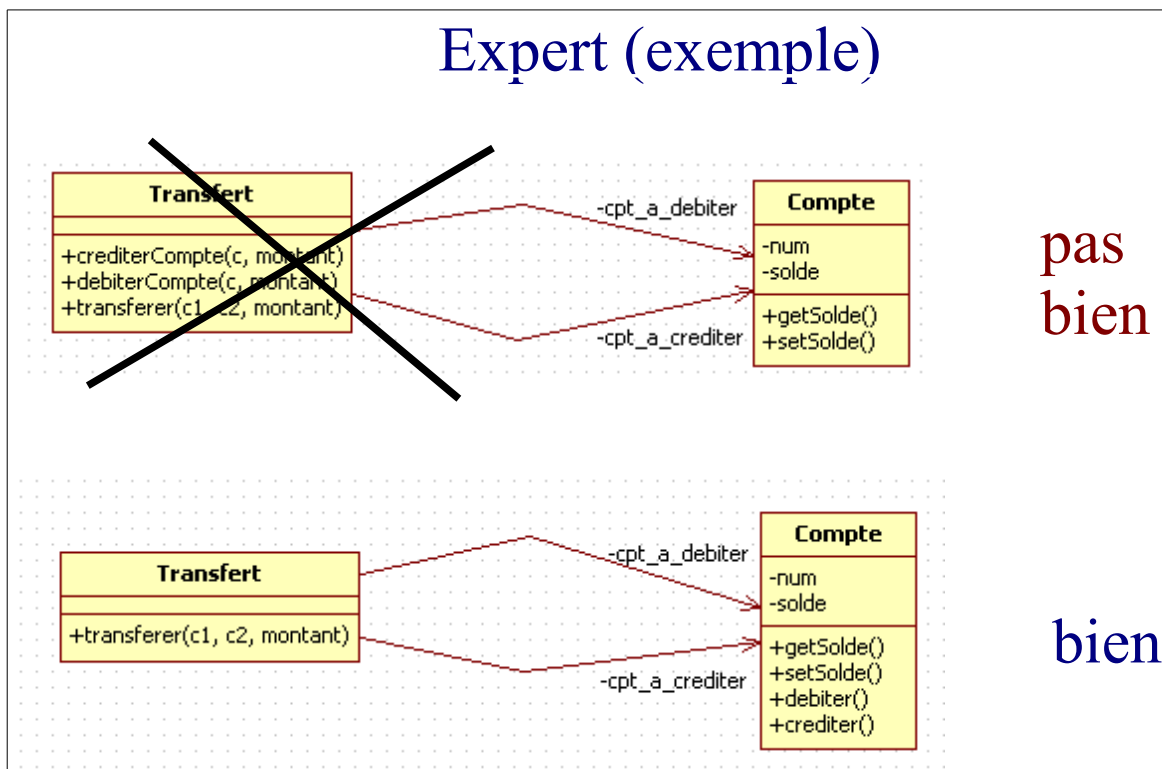 Expert (exemple)
Transfert
+crediterCompte(c, montant)
+debiterCompte(c, montant)
+transferer(c1, c2, montant)
-cpt_a_debiter
-cpt_a_crediter
Compte
-num
-solde
+getSolde()
+setSolde()
pas
bien
Transfert
+transferer(c1, c2, montant)
-cpt_a_debiter
-cpt_a_crediter
Compte
-num
-solde
+getSolde()
+setSolde()
+debiter()
+crediter()
bien